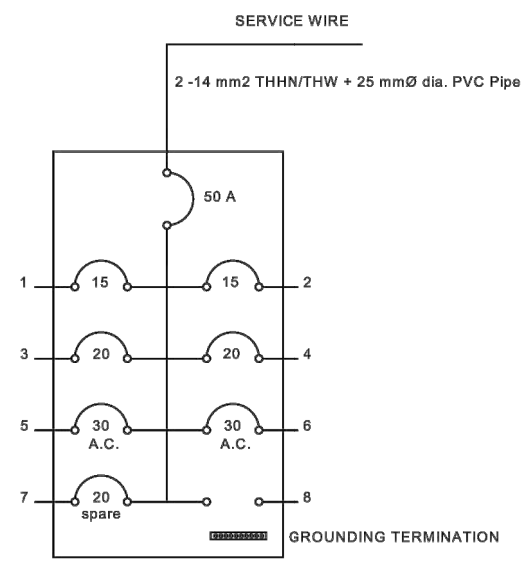 SERVICE WIRE
2 -14 mm2 THHN/THW + 25 mmØ dia. PVC Pipe
50 A
1 15 15 2
3 20 20 4
5 30 30 6
A.C. A.C.
7 20 8
spare
GROUNDING TERMINATION